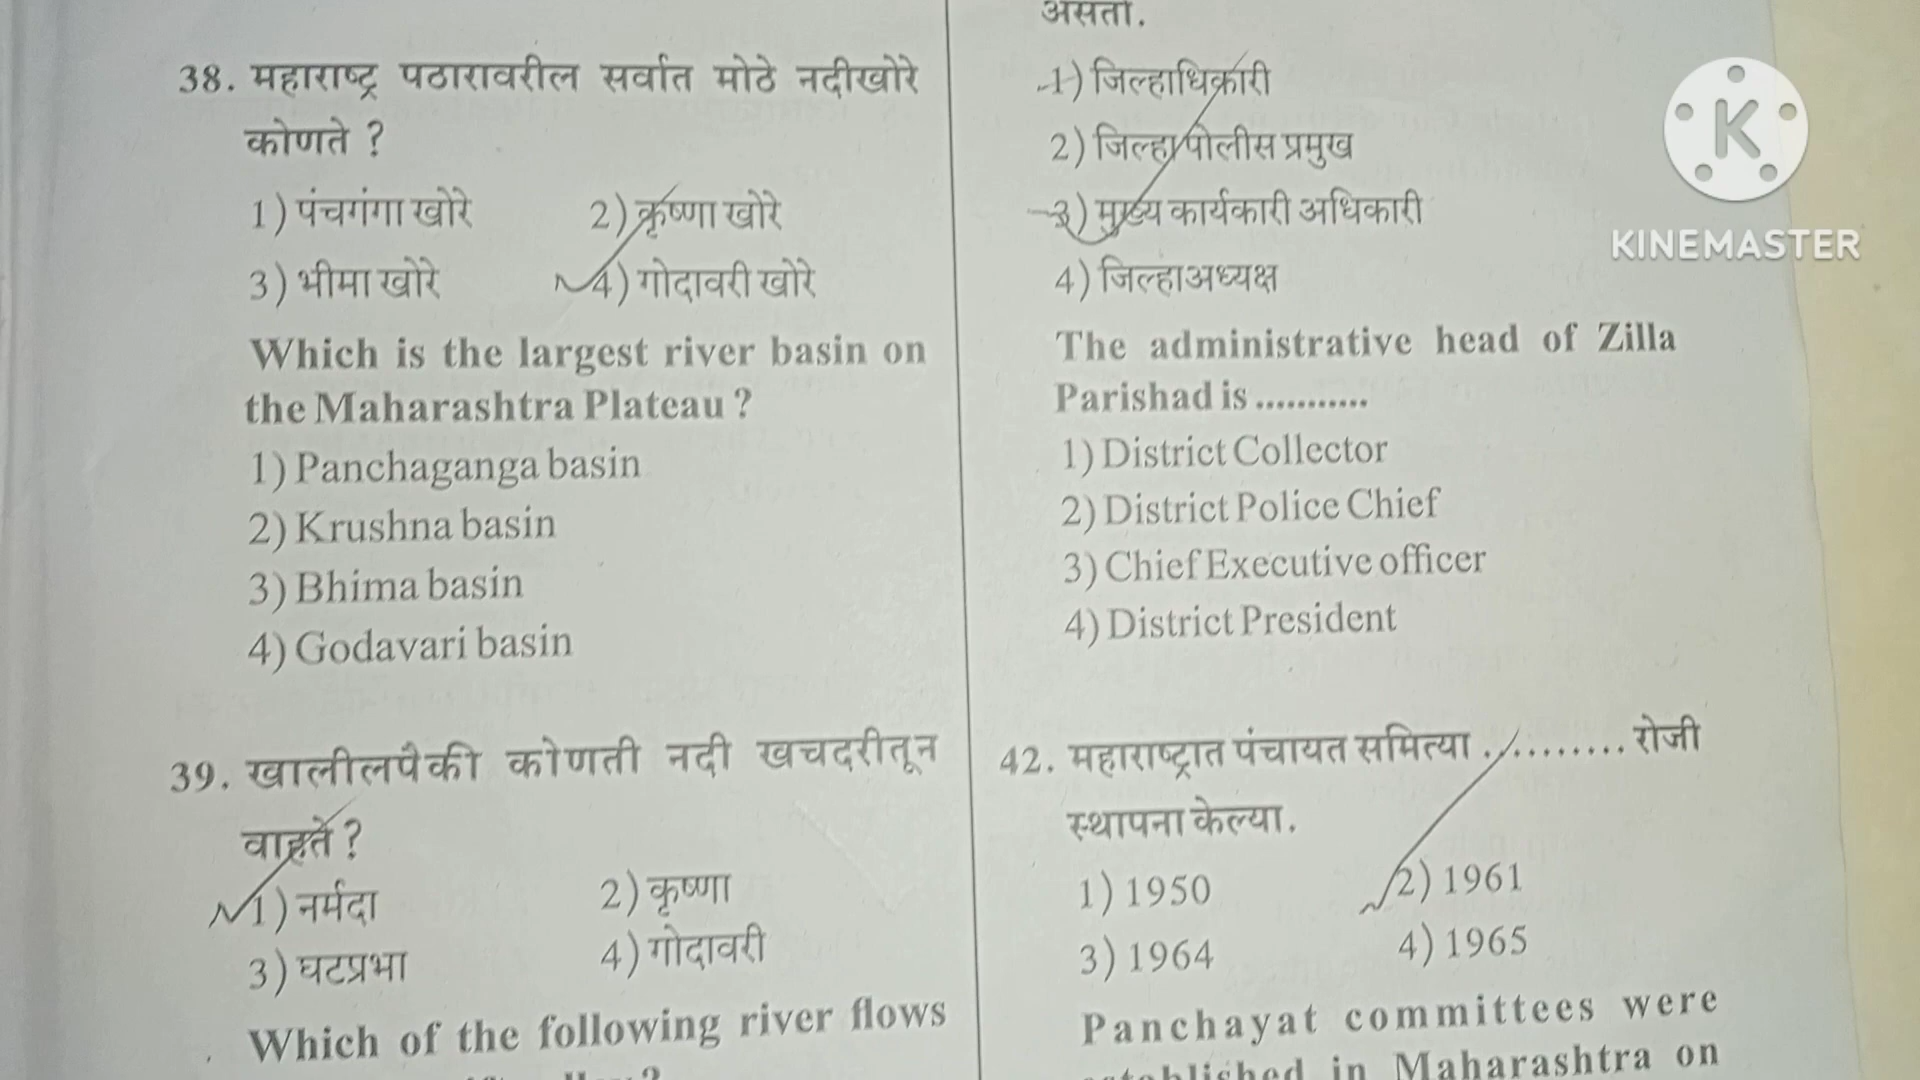 38. महाराष्ट्र पठारावरील सर्वात मोठे नदीखोरे
कोणते ?
1) पंचगंगा खोरे 2) कृष्णा खोरे
3) भीमा खोरे 4) गोदावरी खोरे
Which is the largest river basin on
the Maharashtra Plateau ?
1) Panchaganga basin
2) Krushna basin
3) Bhima basin
4) Godavari basin
39. खालीलपैकी कोणती नदी खचदरीतून
वाहते ?
1) नर्मदा 2) कृष्णा
3) घटप्रभा 4) गोदावरी
Which of the following river flows
असतो.
1) जिल्हाधिकारी
2) जिल्हा पोलीस प्रमुख
3) मुख्य कार्यकारी अधिकारी
4) जिल्हाअध्यक्ष
The administrative head of Zilla
Parishad is ...........
1) District Collector
2) District Police Chief
3) Chief Executive officer
4) District President
42. महाराष्ट्रात पंचायत समित्या .......... रोजी
स्थापना केल्या.
1) 1950 2) 1961
3) 1964 4) 1965
Panchayat committees were
established in Maharashtra on
K
KINEMASTER